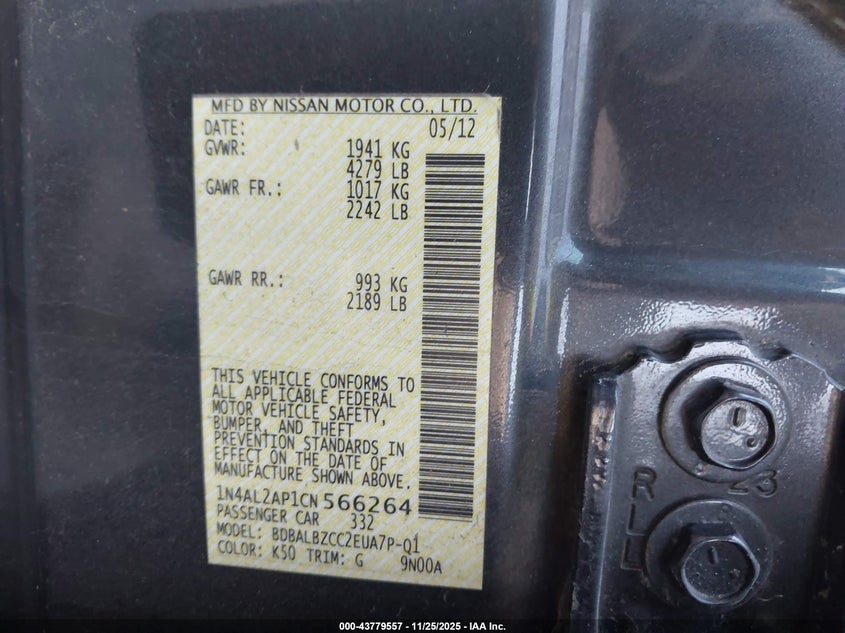 MFD BY NISSAN MOTOR CO., LTD.
DATE: 05/12
GVWR: 1941 KG
4279 LB
GAWR FR.: 1017 KG
2242 LB
GAWR RR.: 993 KG
2189 LB
THIS VEHICLE CONFORMS TO
ALL APPLICABLE FEDERAL
MOTOR VEHICLE SAFETY,
BUMPER, AND THEFT
PREVENTION STANDARDS IN
EFFECT ON THE DATE OF
MANUFACTURE SHOWN ABOVE.
1N4AL2AP1CN566264
PASSENGER CAR 332
MODEL: BDBALBZCC2EUA7P-Q1
COLOR: K50 TRIM: G 9N00A
23
RLL
000-43779557 - 11/25/2025 - IAA Inc.